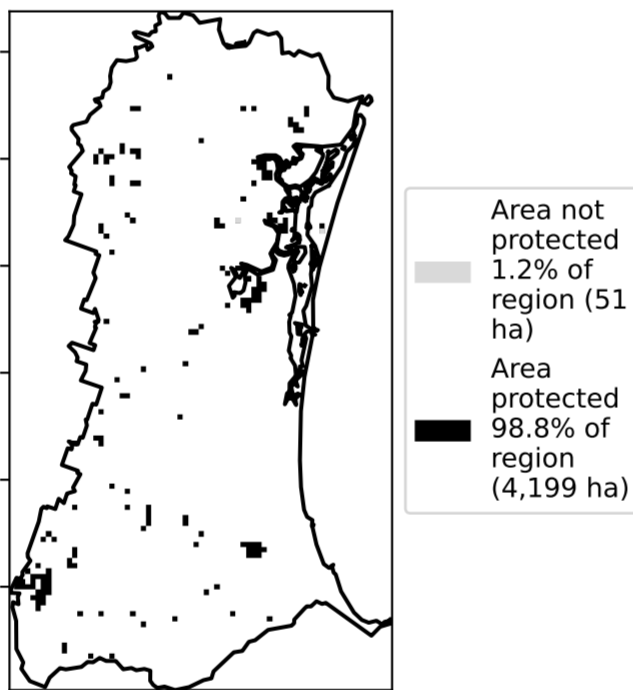 Area not
protected
1.2% of
region (51
ha)
Area
protected
98.8% of
region
(4,199 ha)